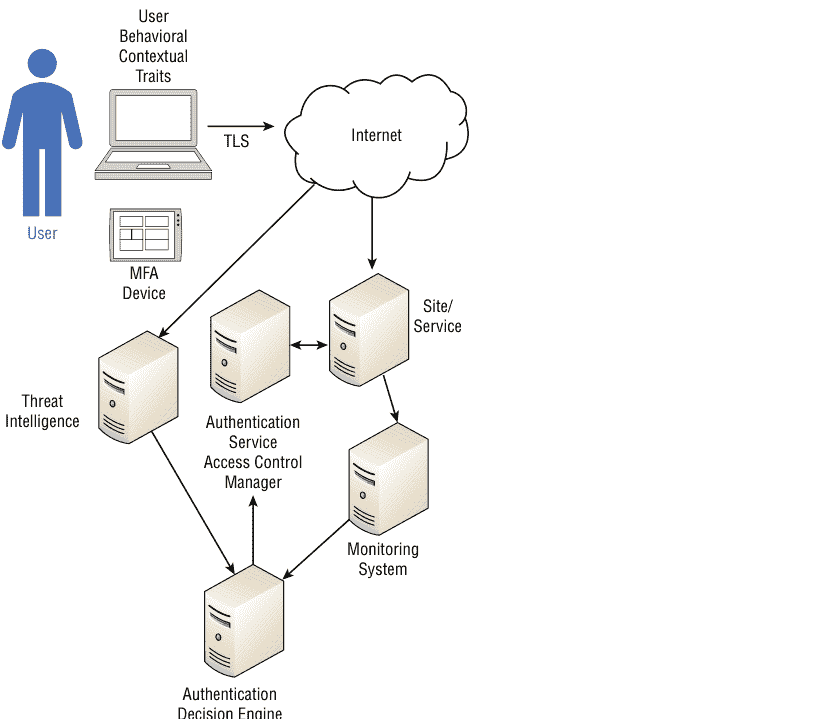 User
Behavioral
Contextual
Traits
TLS
Internet
User
MFA
Device
Site/
Service
Threat
Intelligence
Authentication
Service
Access Control
Manager
Monitoring
System
Authentication
Decision Engine